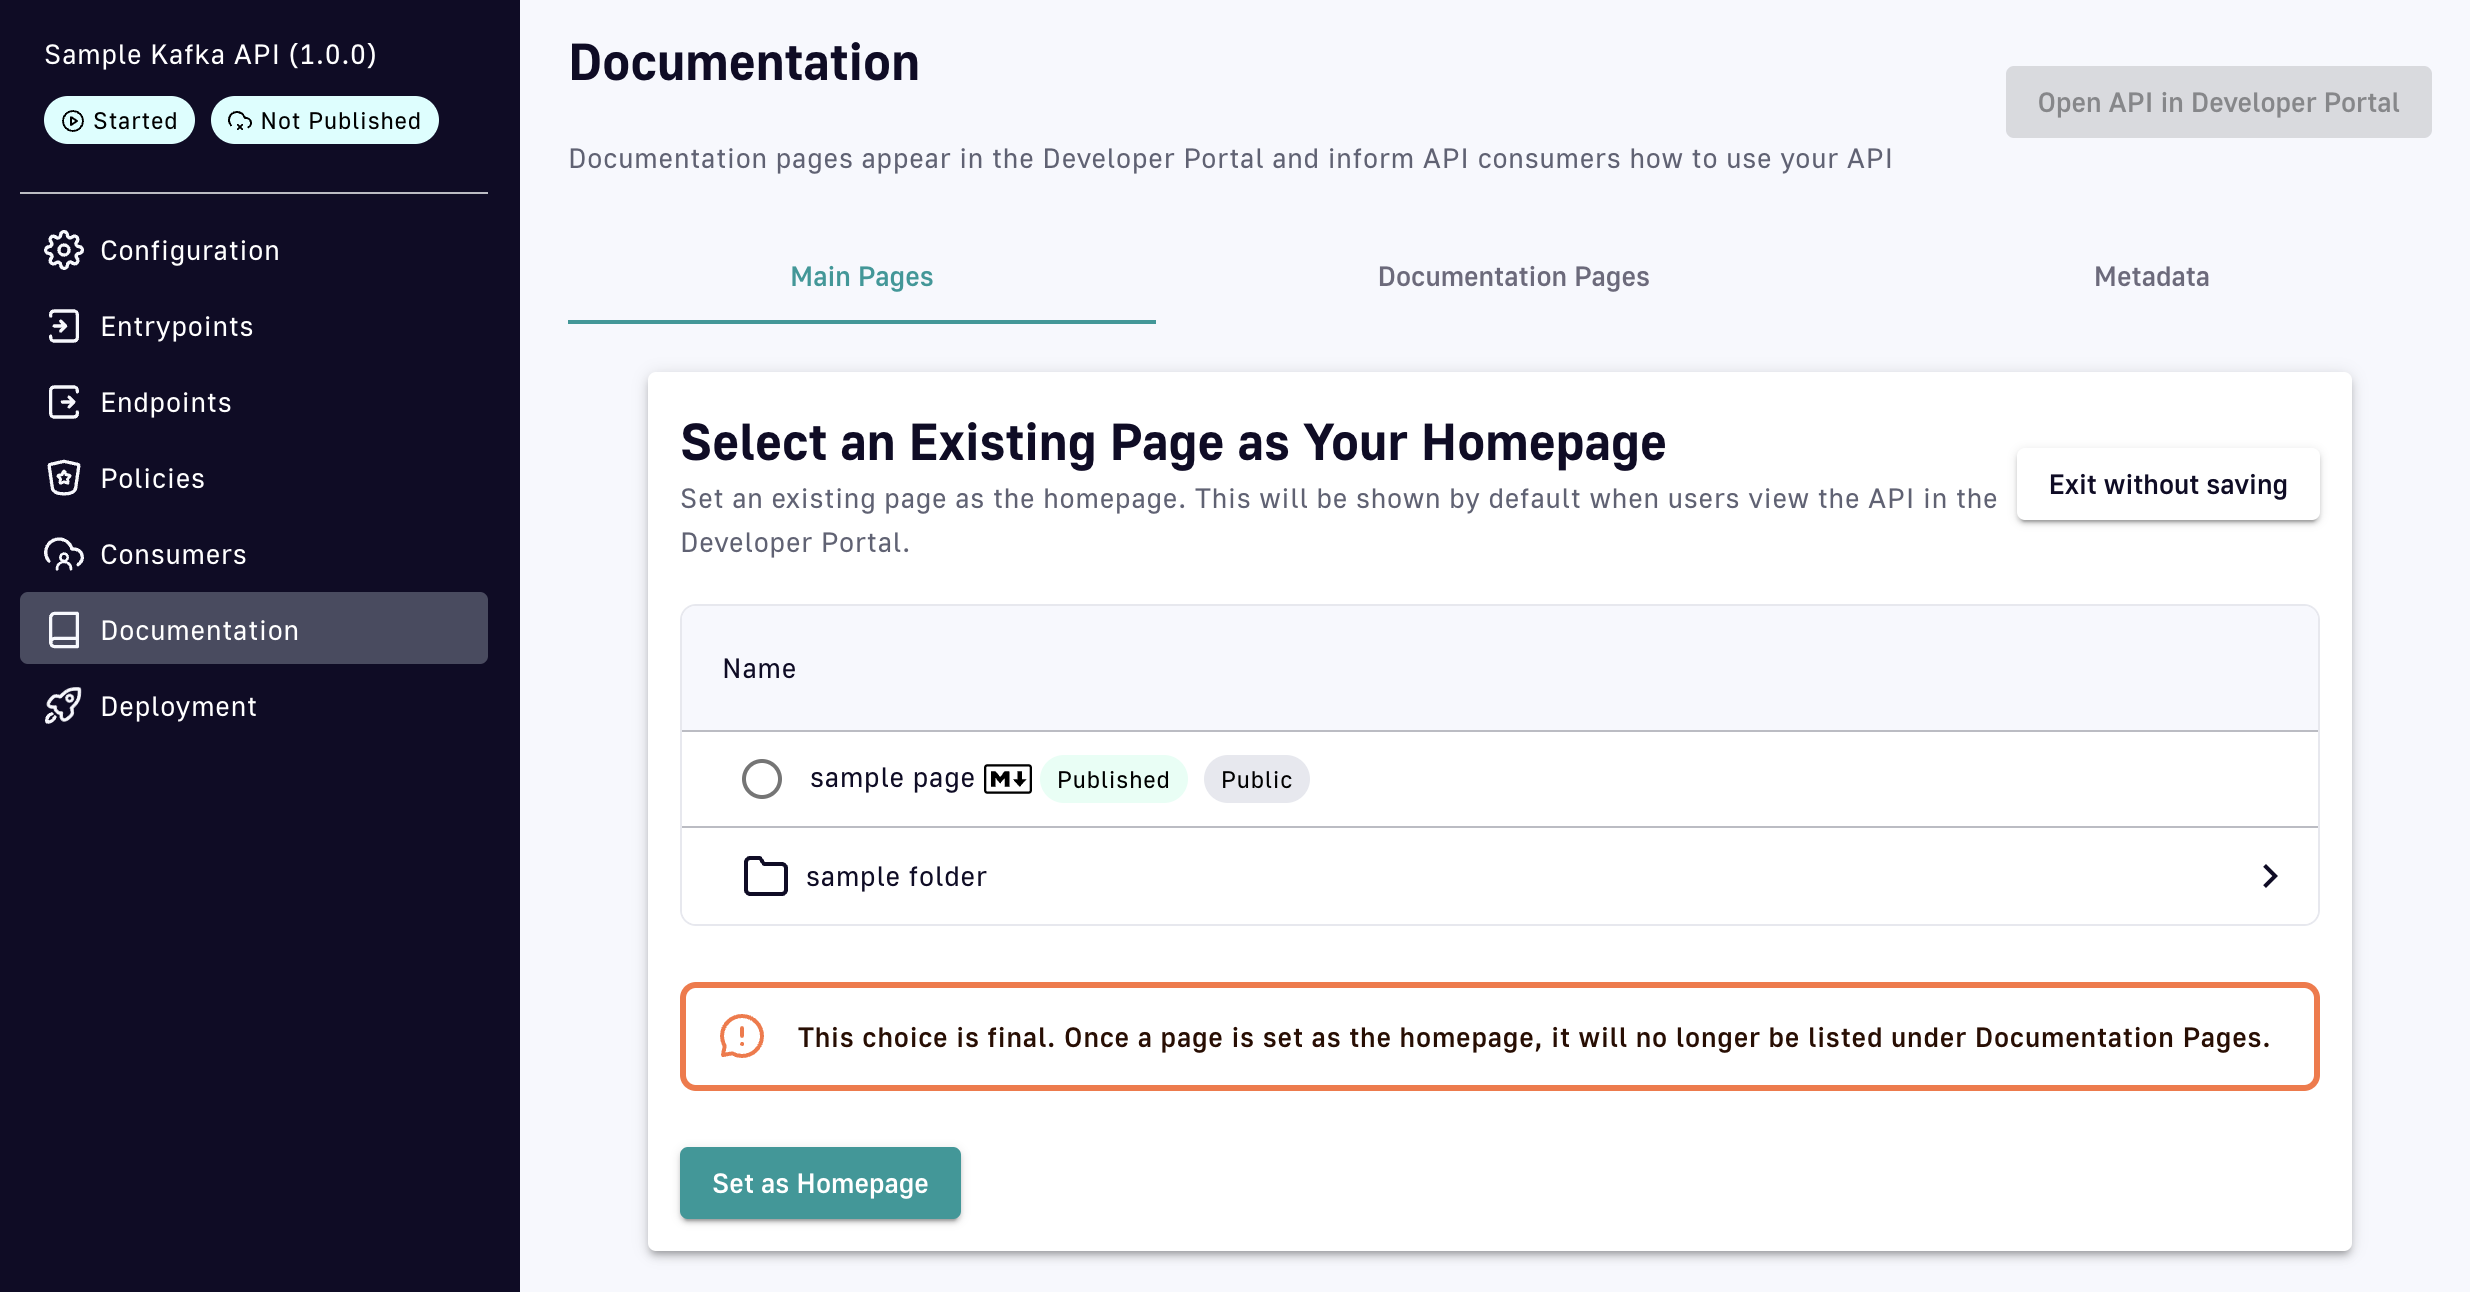 Sample Kafka API (1.0.0)
Started
Not Published
Configuration
Entrypoints
Endpoints
Policies
Consumers
Documentation
Deployment
Documentation
Open API in Developer Portal
Documentation pages appear in the Developer Portal and inform API consumers how to use your API
Main Pages
Documentation Pages
Metadata
Select an Existing Page as Your Homepage
Set an existing page as the homepage. This will be shown by default when users view the API in the
Developer Portal.
Exit without saving
Name
sample page M Published Public
sample folder
This choice is final. Once a page is set as the homepage, it will no longer be listed under Documentation Pages.
Set as Homepage